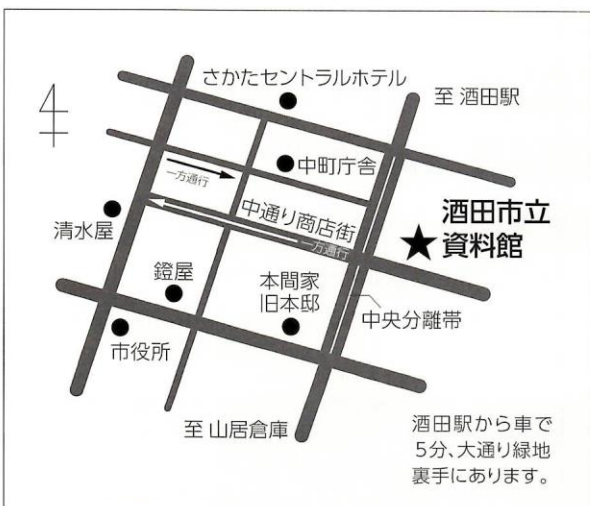 さかたセントラルホテル
至 酒田駅
中町庁舎
一方通行
中通り商店街
一方通行
酒田市立
資料館
清水屋
鐙屋
本間家
旧本邸
中央分離帯
市役所
至 山居倉庫
酒田駅から車で
5分、大通り緑地
裏手にあります。